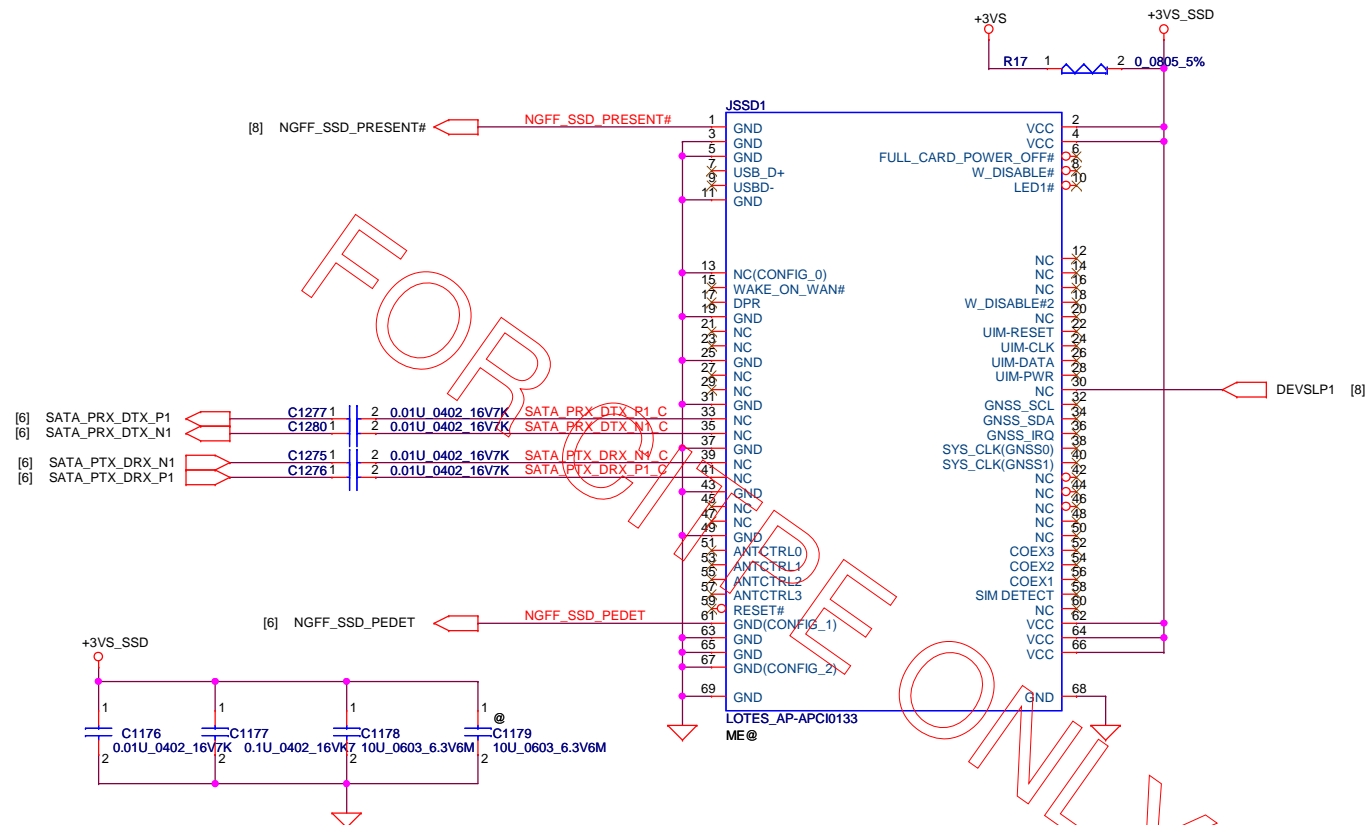 +3VS
+3VS_SSD
R17 1 2 0_0805_5%
JSSD1
[8] NGFF_SSD_PRESENT# NGFF_SSD_PRESENT# 1 GND VCC 2
3 GND VCC 4
5 GND FULL_CARD_POWER_OFF# 6
7 USB_D+ W_DISABLE# 8
9 USBD- LED1# 10
11 GND
NC 12
13 NC(CONFIG_0) NC 14
15 WAKE_ON_WAN# NC 16
17 DPR W_DISABLE#2 18
19 GND NC 20
21 NC UIM-RESET 22
23 NC UIM-CLK 24
25 GND UIM-DATA 26
27 NC UIM-PWR 28
29 NC NC 30 DEVSLP1 [8]
31 GND GNSS_SCL 32
[6] SATA_PRX_DTX_P1 C1277 1 2 0.01U_0402_16V7K SATA_PRX_DTX_P1_C 33 NC GNSS_SDA 34
[6] SATA_PRX_DTX_N1 C1280 1 2 0.01U_0402_16V7K SATA_PRX_DTX_N1_C 35 NC GNSS_IRQ 36
37 GND SYS_CLK(GNSS0) 38
[6] SATA_PTX_DRX_N1 C1275 1 2 0.01U_0402_16V7K SATA_PTX_DRX_N1_C 39 NC SYS_CLK(GNSS1) 40
[6] SATA_PTX_DRX_P1 C1276 1 2 0.01U_0402_16V7K SATA_PTX_DRX_P1_C 41 NC NC 42
43 GND NC 44
45 NC NC 46
47 NC NC 48
49 GND NC 50
51 ANTCTRL0 COEX3 52
53 ANTCTRL1 COEX2 54
55 ANTCTRL2 COEX1 56
57 ANTCTRL3 SIM DETECT 58
59 RESET# NC 60
[6] NGFF_SSD_PEDET NGFF_SSD_PEDET 61 GND(CONFIG_1) VCC 62
63 GND VCC 64
65 GND VCC 66
67 GND(CONFIG_2)
69 GND GND 68
LOTES_AP-APCI0133
ME@
+3VS_SSD
1 1 1 1 @
C1176 C1177 C1178 C1179
0.01U_0402_16V7K 0.1U_0402_16VK7 10U_0603_6.3V6M 10U_0603_6.3V6M
2 2 2 2
FOR
ONLY